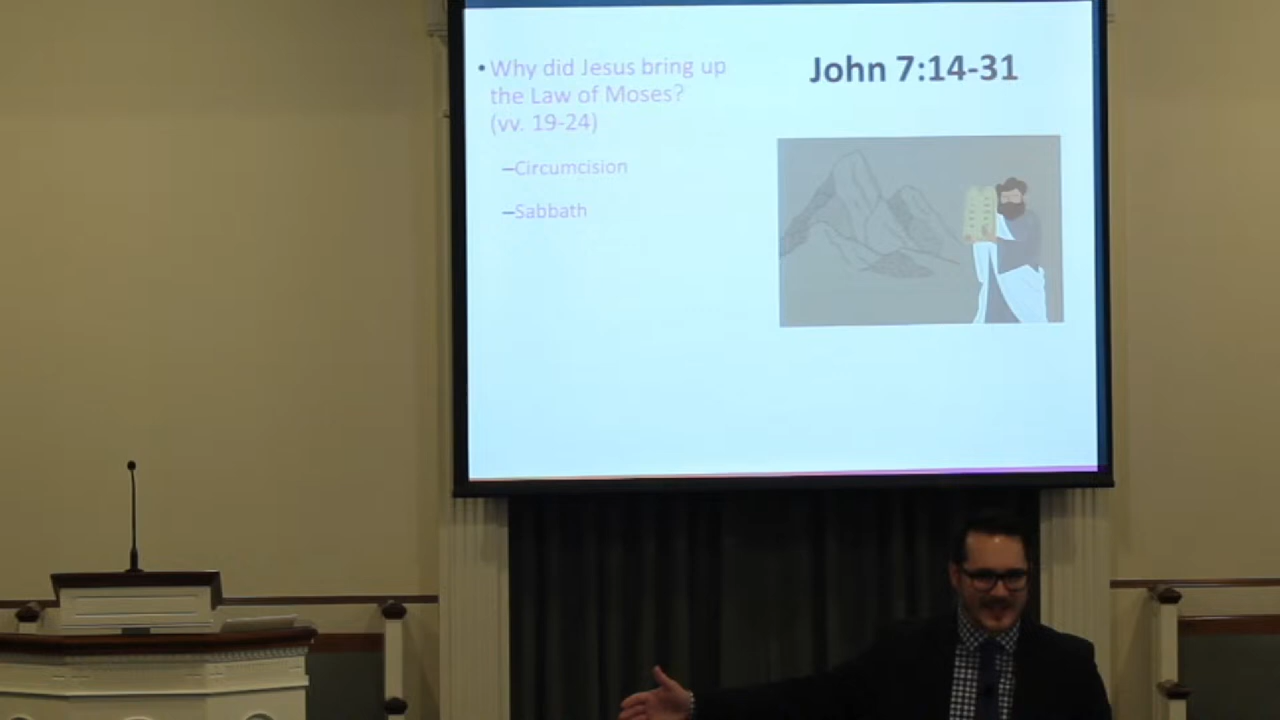 • Why did Jesus bring up
the Law of Moses?
(vv. 19-24)
–Circumcision
–Sabbath
John 7:14-31